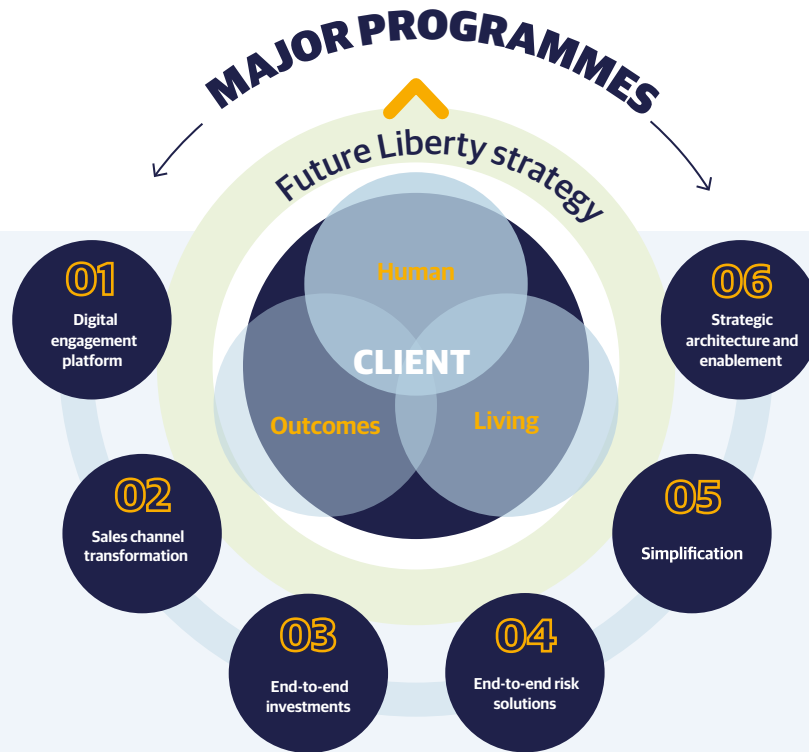 MAJOR PROGRAMMES
Future Liberty strategy
Human
CLIENT
Outcomes
Living
01
Digital
engagement
platform
02
Sales channel
transformation
03
End-to-end
investments
04
End-to-end risk
solutions
05
Simplification
06
Strategic
architecture and
enablement